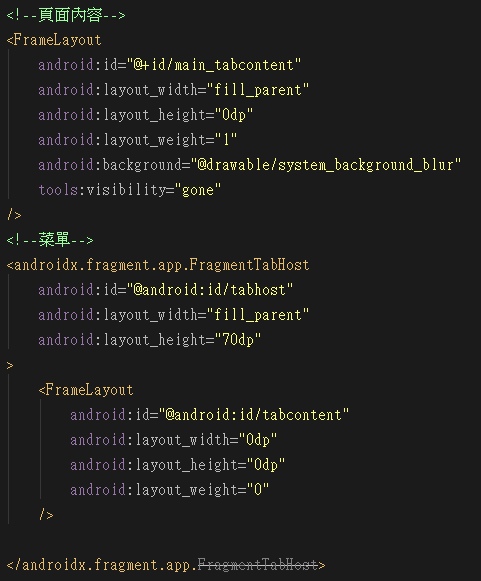 <!--頁面內容-->
<FrameLayout
    android:id="@+id/main_tabcontent"
    android:layout_width="fill_parent"
    android:layout_height="0dp"
    android:layout_weight="1"
    android:background="@drawable/system_background_blur"
    tools:visibility="gone"
/>
<!--菜單-->
<androidx.fragment.app.FragmentTabHost
    android:id="@android:id/tabhost"
    android:layout_width="fill_parent"
    android:layout_height="70dp"
>
    <FrameLayout
        android:id="@android:id/tabcontent"
        android:layout_width="0dp"
        android:layout_height="0dp"
        android:layout_weight="0"
    />
</androidx.fragment.app.FragmentTabHost>